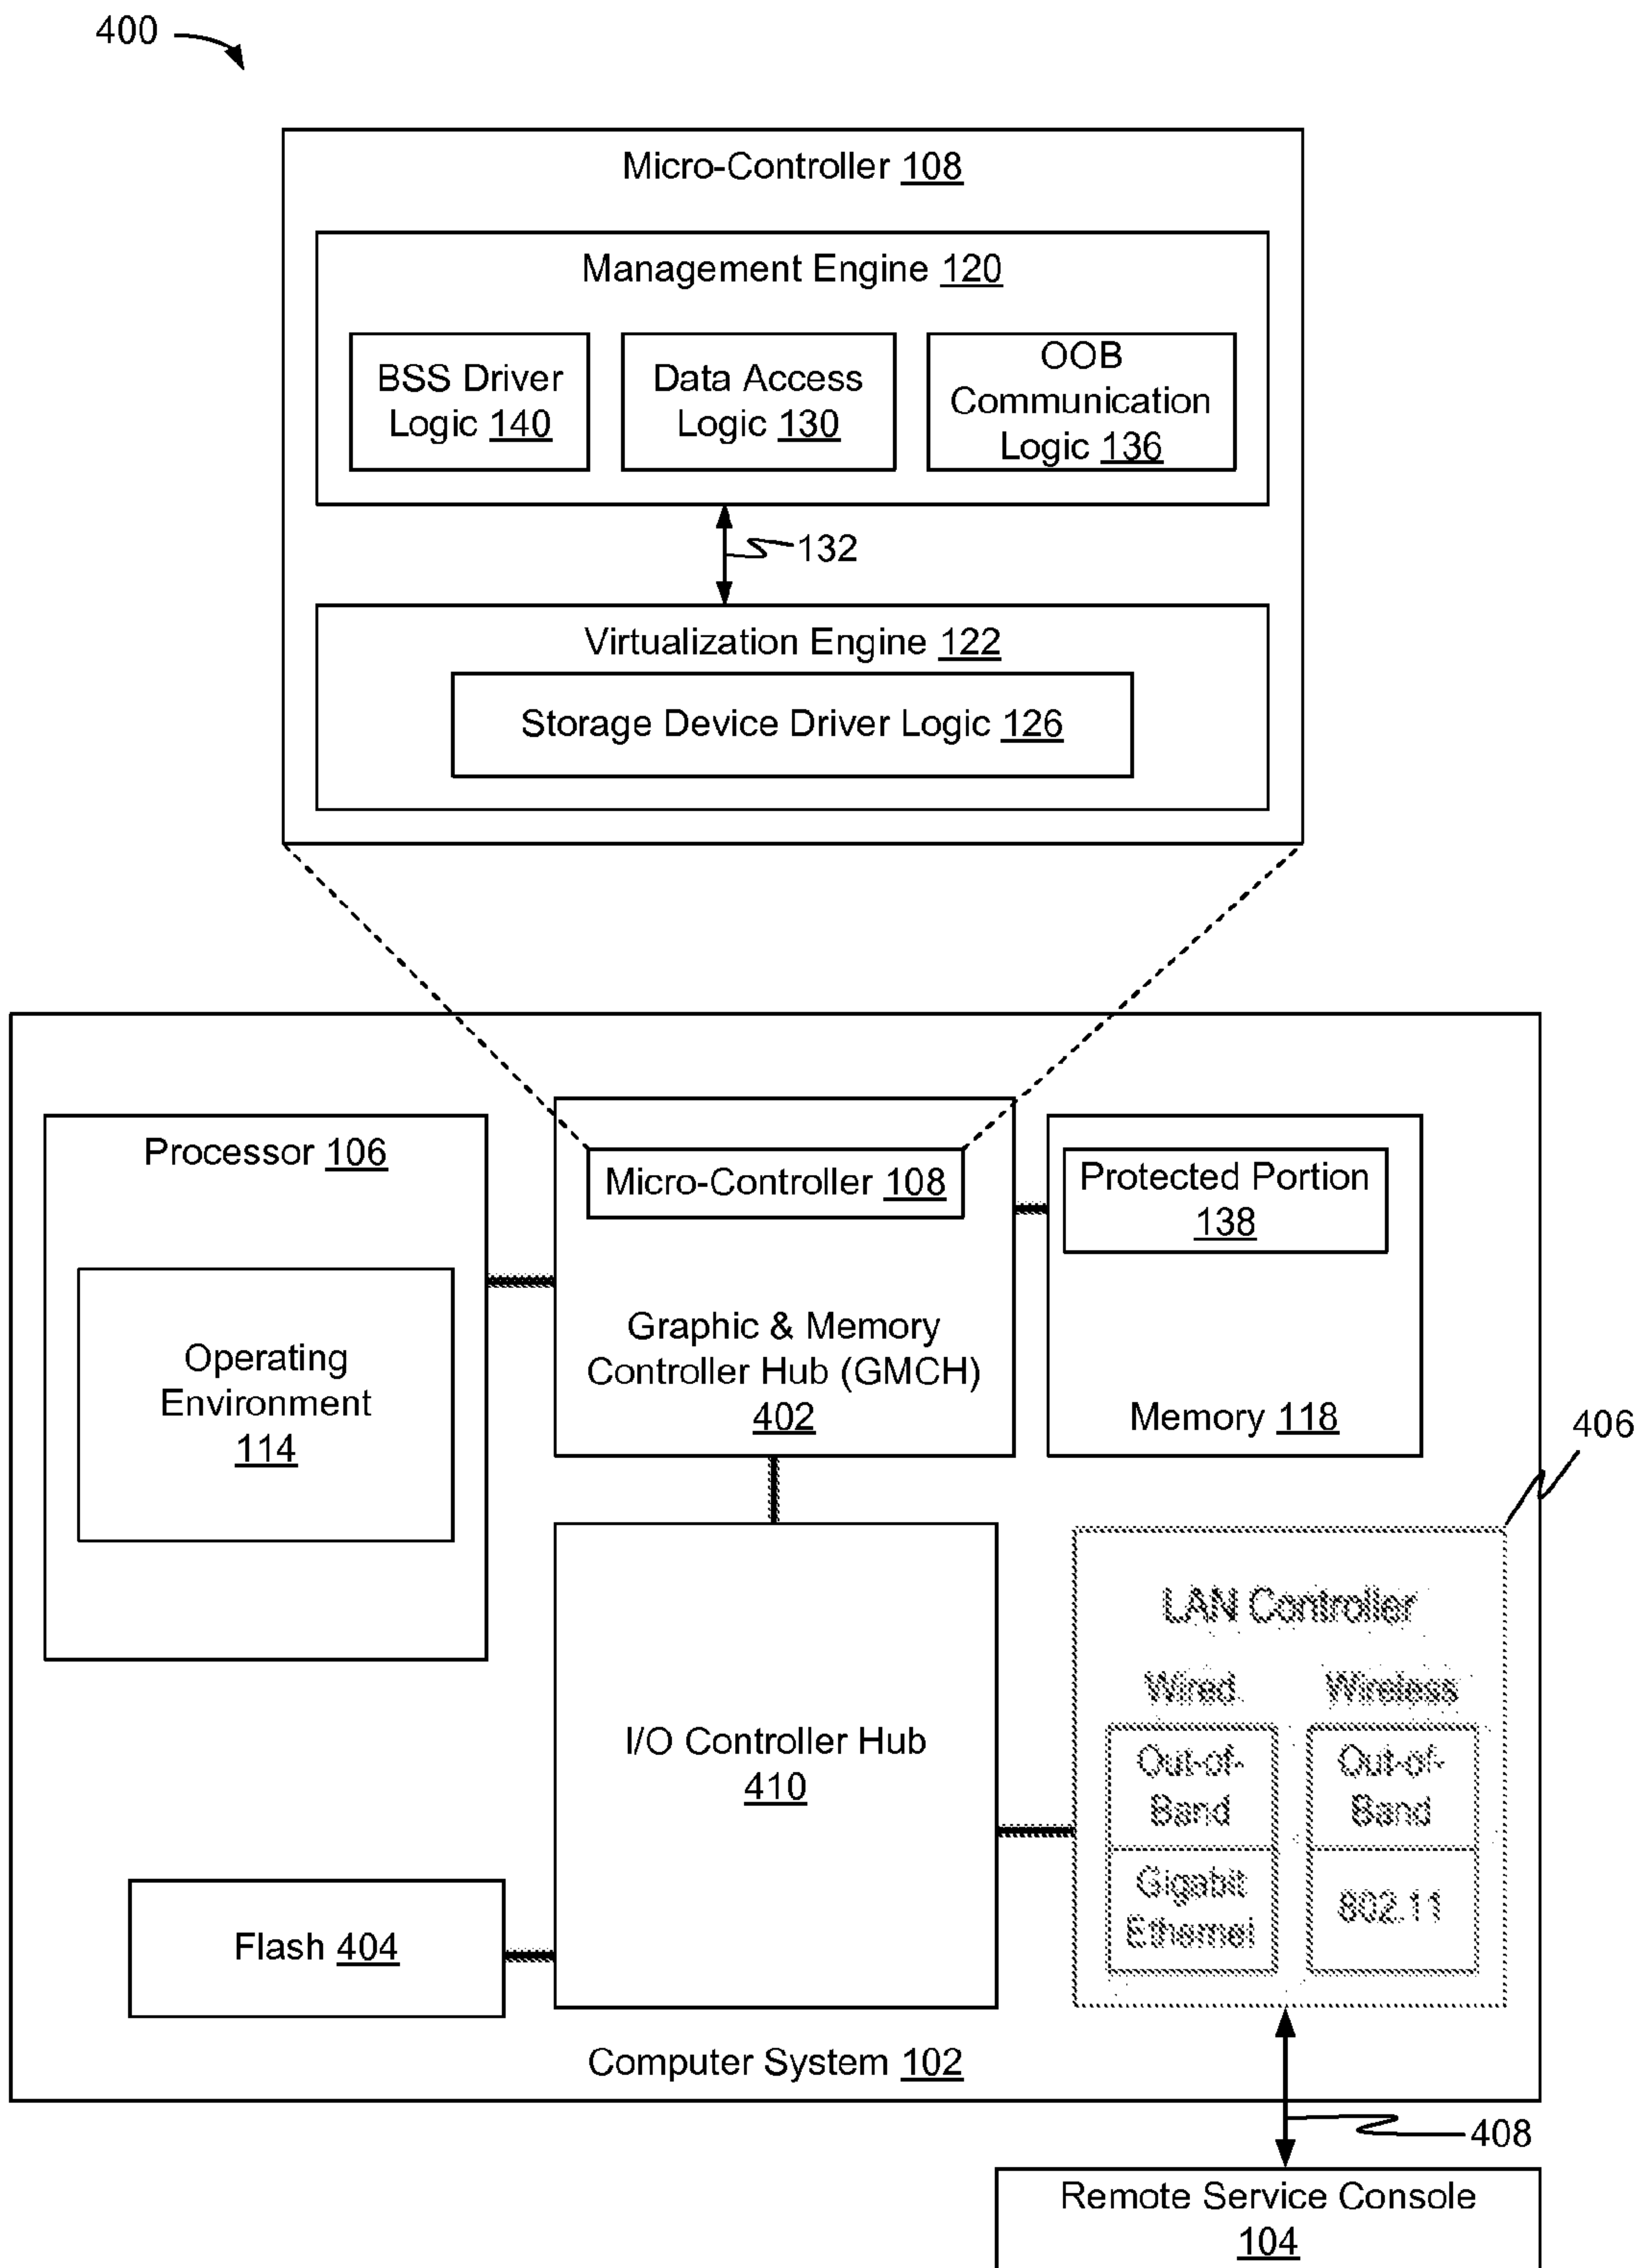 400
Micro-Controller 108
Management Engine 120
BSS Driver
Logic 140
Data Access
Logic 130
OOB
Communication
Logic 136
132
Virtualization Engine 122
Storage Device Driver Logic 126
Processor 106
Operating
Environment
114
Micro-Controller 108
Graphic & Memory
Controller Hub (GMCH)
402
Protected Portion
138
Memory 118
406
I/O Controller Hub
410
LAN Controller
Wired
Wireless
Out-of-
Band
Gigabit
Ethernet
Out-of-
Band
802.11
Flash 404
Computer System 102
408
Remote Service Console
104